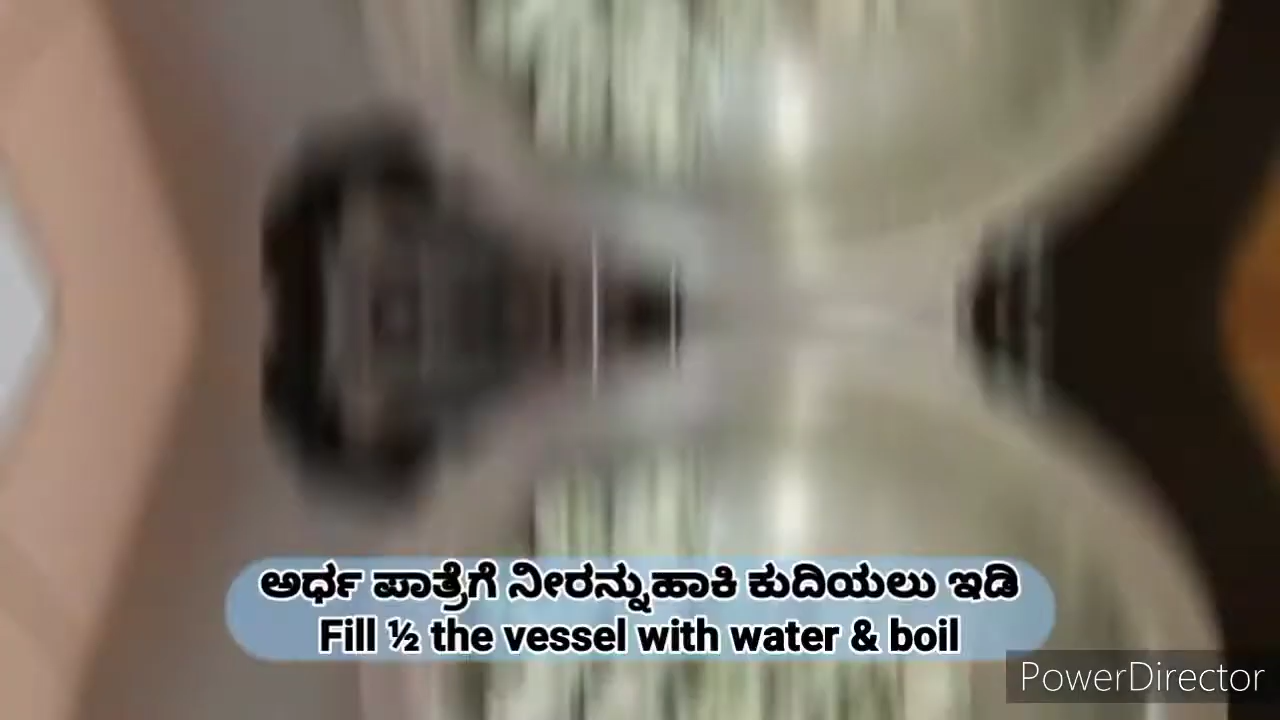 ಅರ್ಧ ಪಾತ್ರೆಗೆ ನೀರನ್ನುಹಾಕಿ ಕುದಿಯಲು ಇಡಿ
Fill ½ the vessel with water & boil
PowerDirector